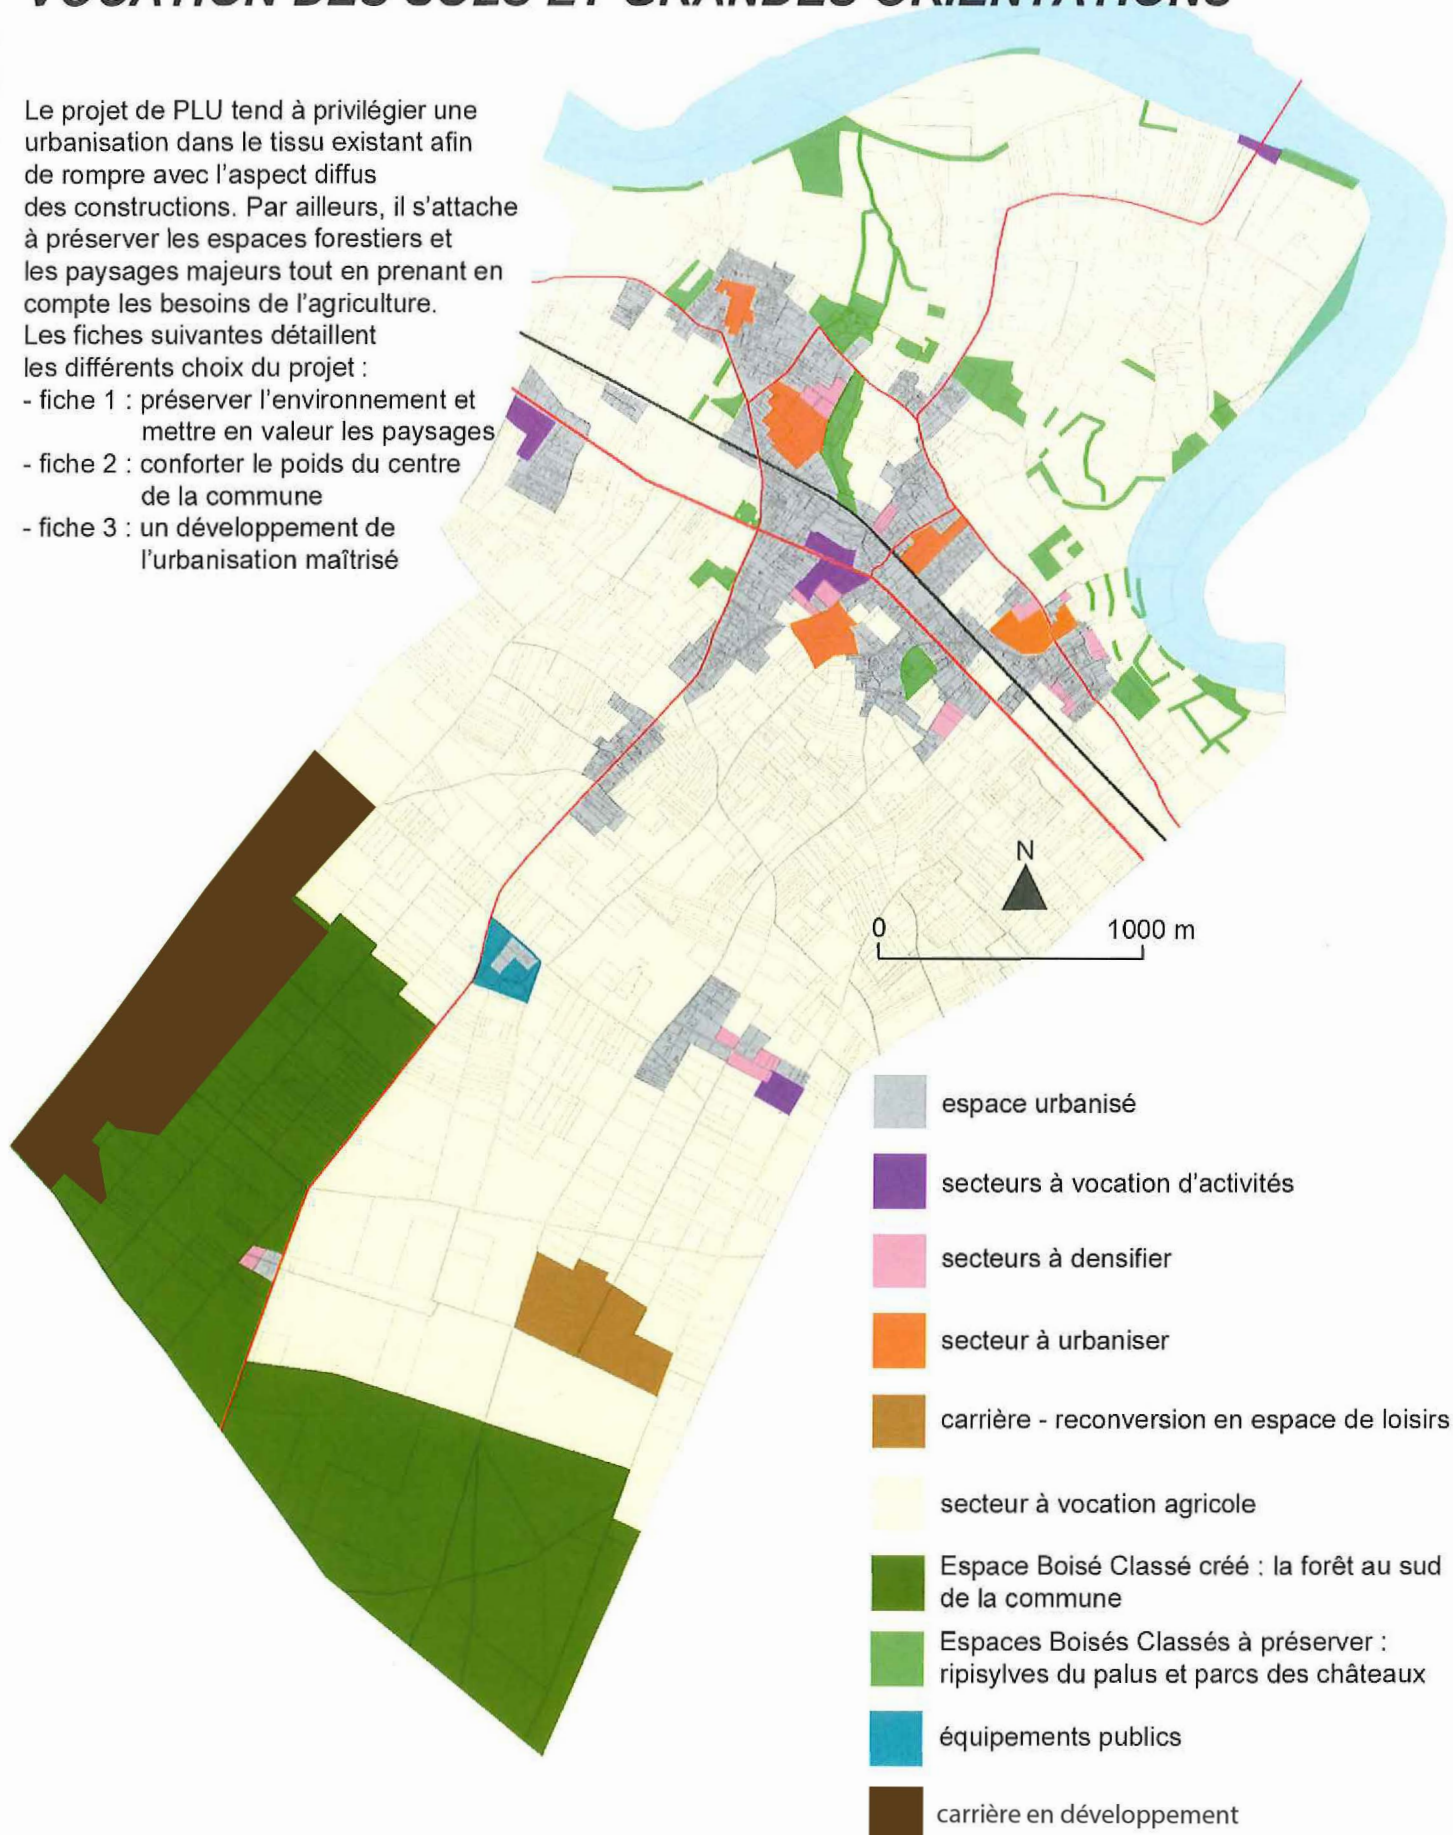 VOCATION DES SOLS ET GRANDES ORIENTATIONS
Le projet de PLU tend à privilégier une
urbanisation dans le tissu existant afin
de rompre avec l'aspect diffus
des constructions. Par ailleurs, il s'attache
à préserver les espaces forestiers et
les paysages majeurs tout en prenant en
compte les besoins de l'agriculture.
Les fiches suivantes détaillent
les différents choix du projet :
- fiche 1 : préserver l'environnement et
mettre en valeur les paysages
- fiche 2 : conforter le poids du centre
de la commune
- fiche 3 : un développement de
l'urbanisation maîtrisé
N
0 1000 m
espace urbanisé
secteurs à vocation d'activités
secteurs à densifier
secteur à urbaniser
carrière - reconversion en espace de loisirs
secteur à vocation agricole
Espace Boisé Classé créé : la forêt au sud
de la commune
Espaces Boisés Classés à préserver :
ripisylves du palus et parcs des châteaux
équipements publics
carrière en développement